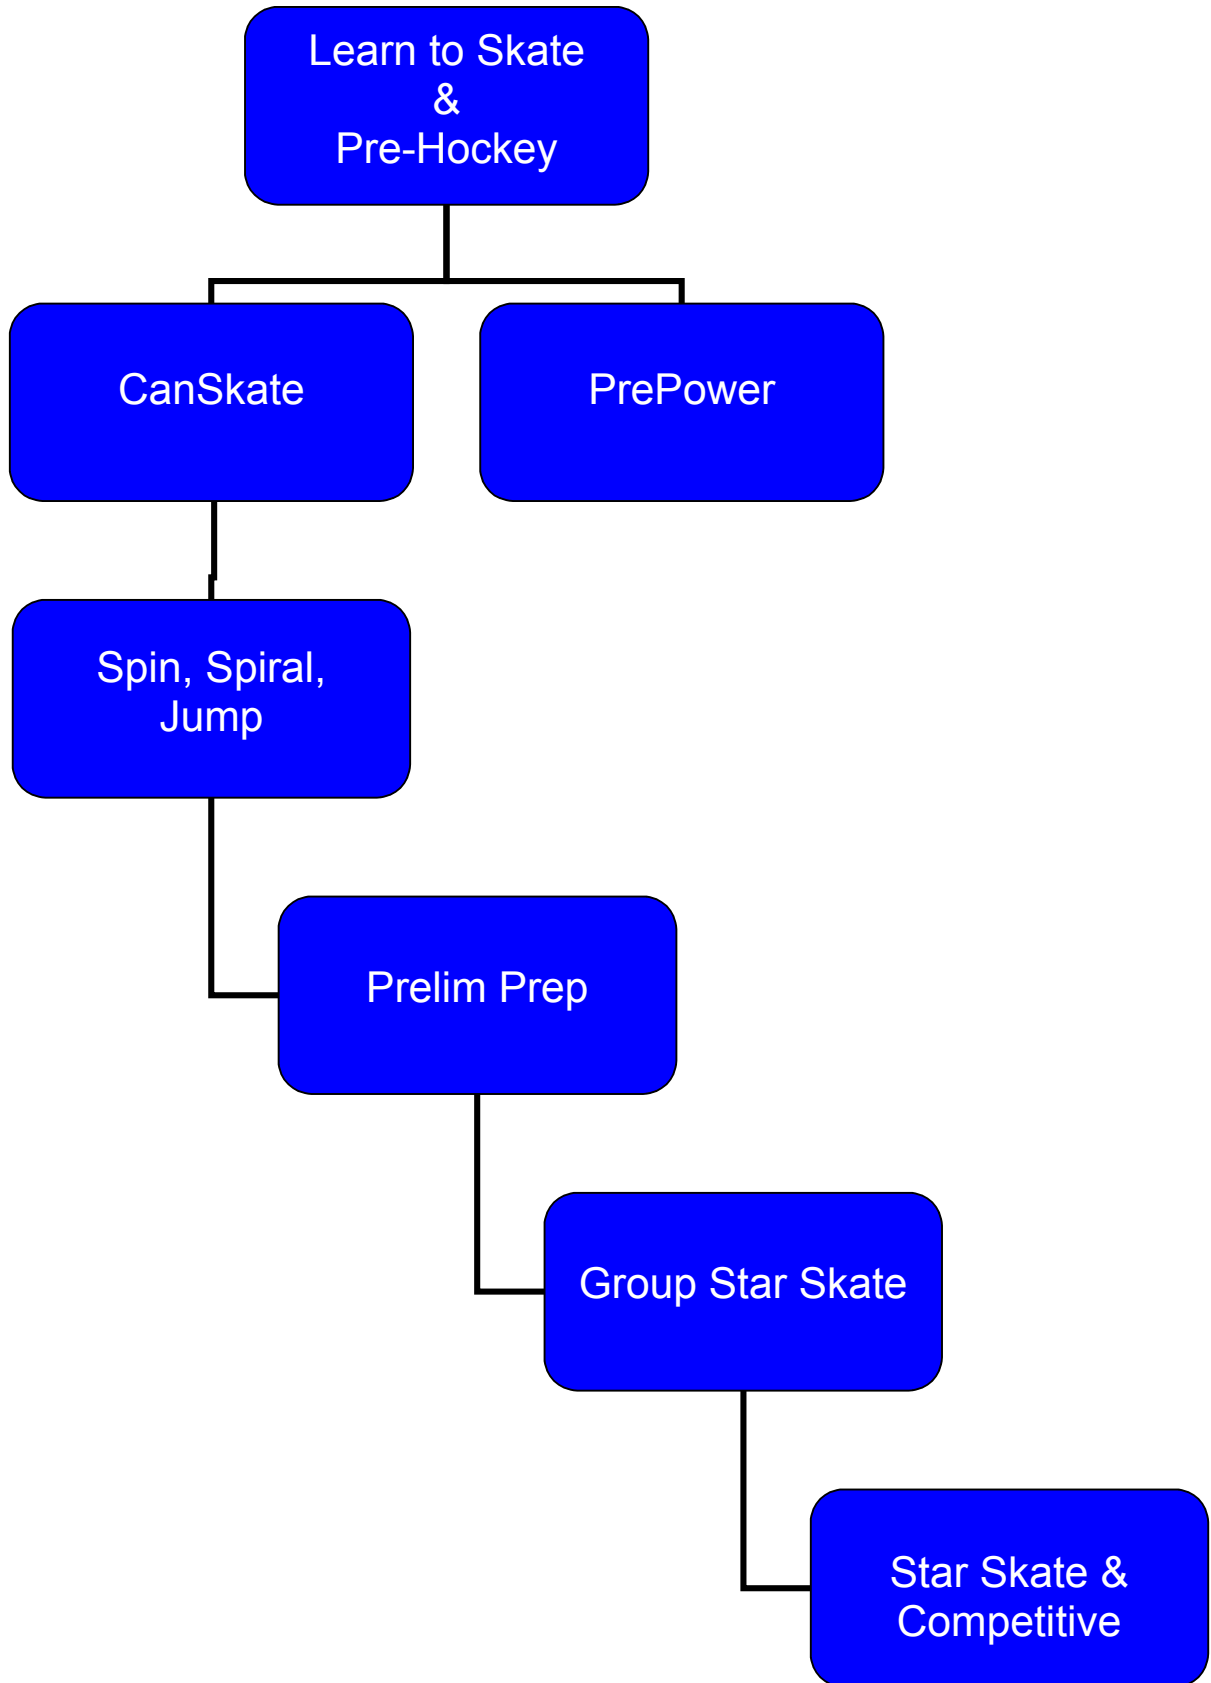 Learn to Skate
&
Pre-Hockey
CanSkate
PrePower
Spin, Spiral,
Jump
Prelim Prep
Group Star Skate
Star Skate &
Competitive